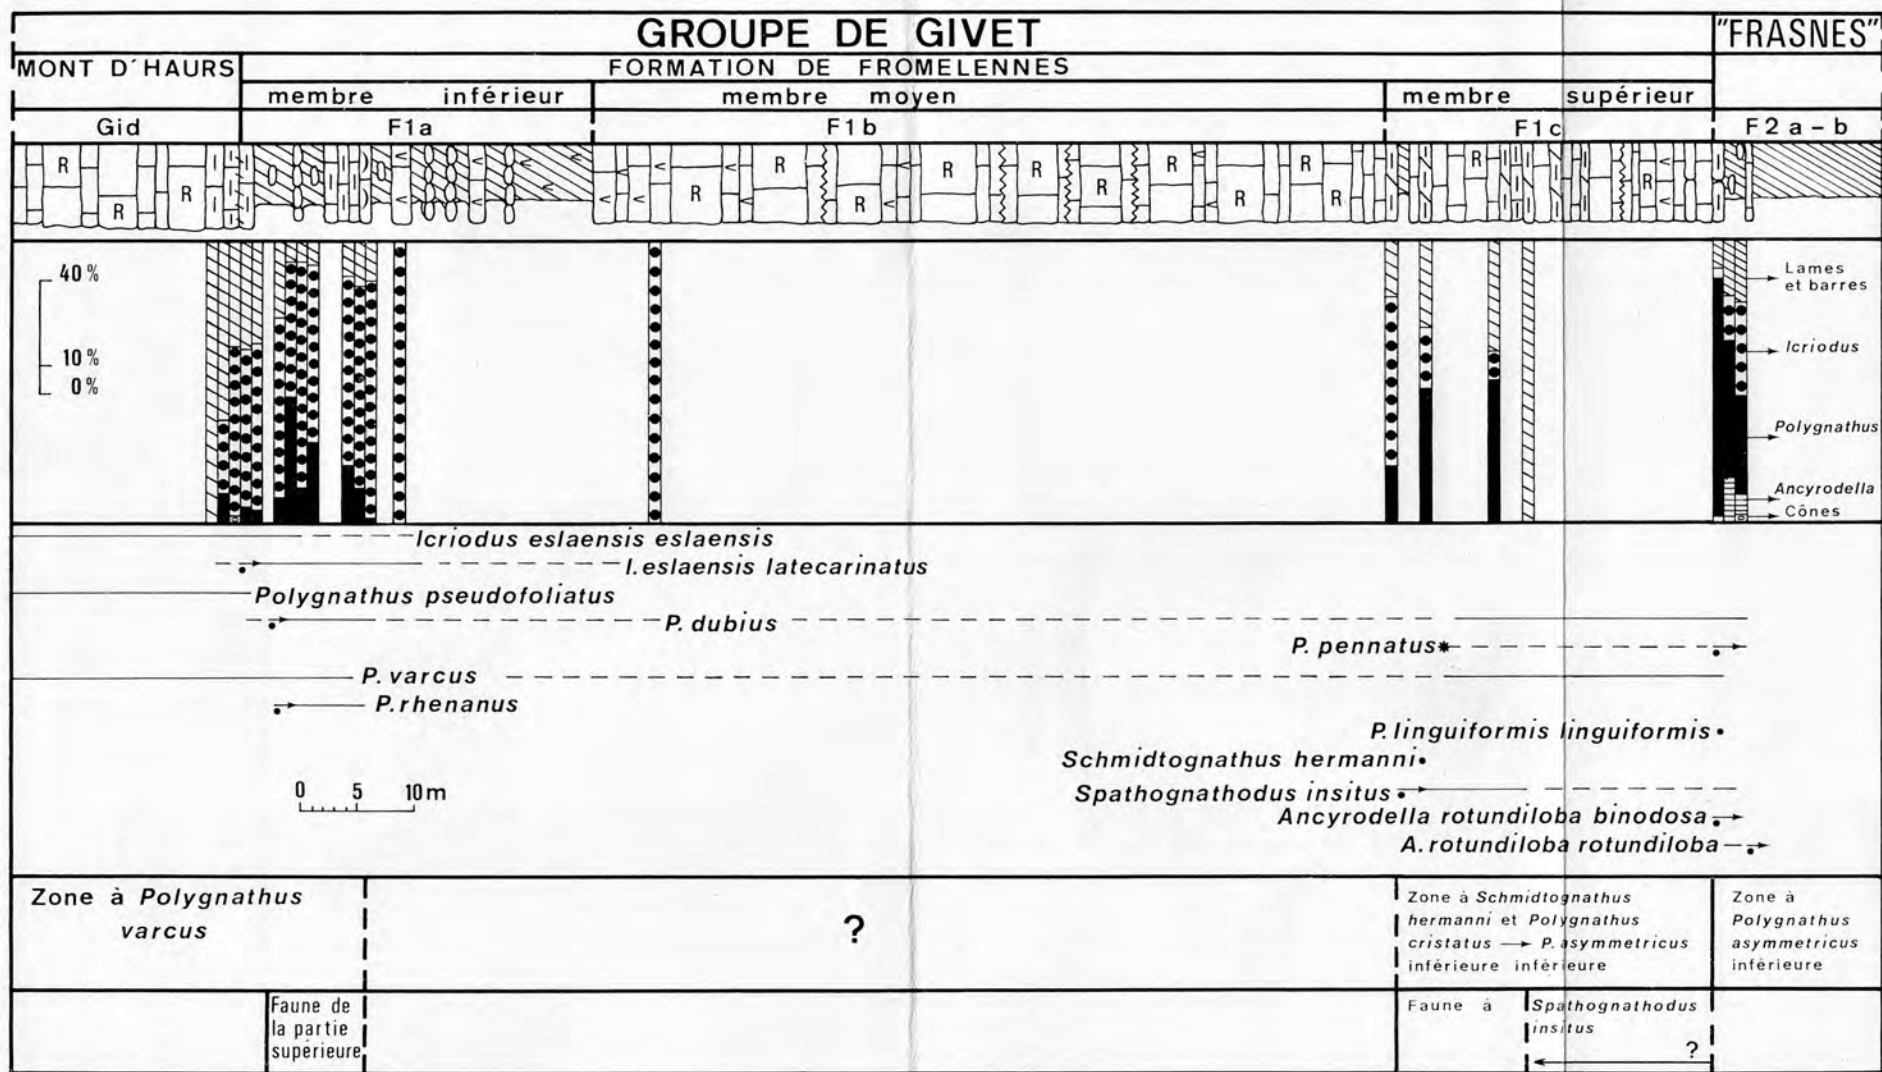 GROUPE DE GIVET
"FRASNES"
MONT D'HAURS
FORMATION DE FROMELENNES
membre inférieur
membre moyen
membre supérieur
Gid
F1a
F1b
F1c
F2a-b
R R R R R R R R R R R R R R R R
40%
10%
0%
Lames
et barres
Icriodus
Polygnathus
Ancyrodella
Cônes
Icriodus eslaensis eslaensis
I.eslaensis latecarinatus
Polygnathus pseudofoliatus
P. dubius
P. pennatus*
P. varcus
P. rhenanus
P. linguiformis linguiformis
Schmidtognathus hermanni
Spathognathodus insitus
Ancyrodella rotundiloba binodosa
A. rotundiloba rotundiloba
0 5 10m
Zone à Polygnathus
varcus
?
Zone à Schmidtognathus
hermanni et Polygnathus
cristatus → P. asymmetricus
inférieure inférieure
Zone à
Polygnathus
asymmetricus
inférieure
Faune de
la partie
supérieure
Faune à
Spathognathodus
insitus
?